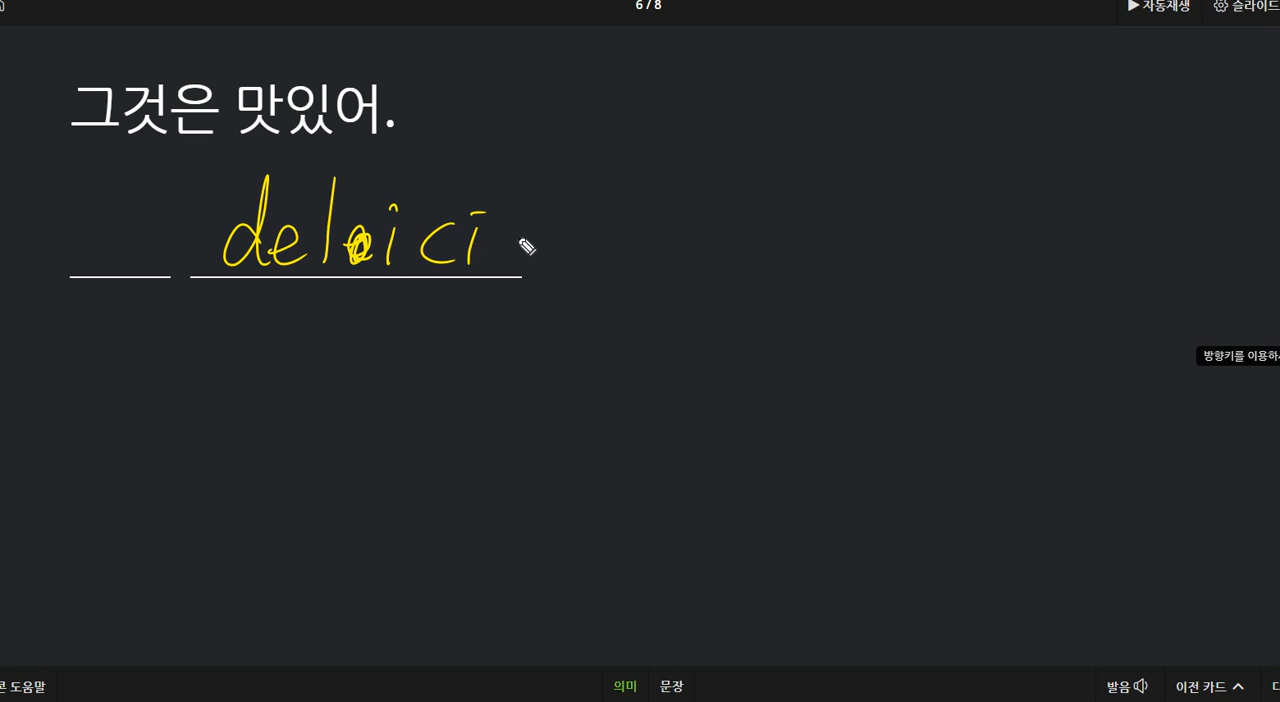 6 / 8
▶ 자동재생
슬라이드
그것은 맛있어.
delici
방향키를 이용하
도움말
의미
문장
발음
이전 카드